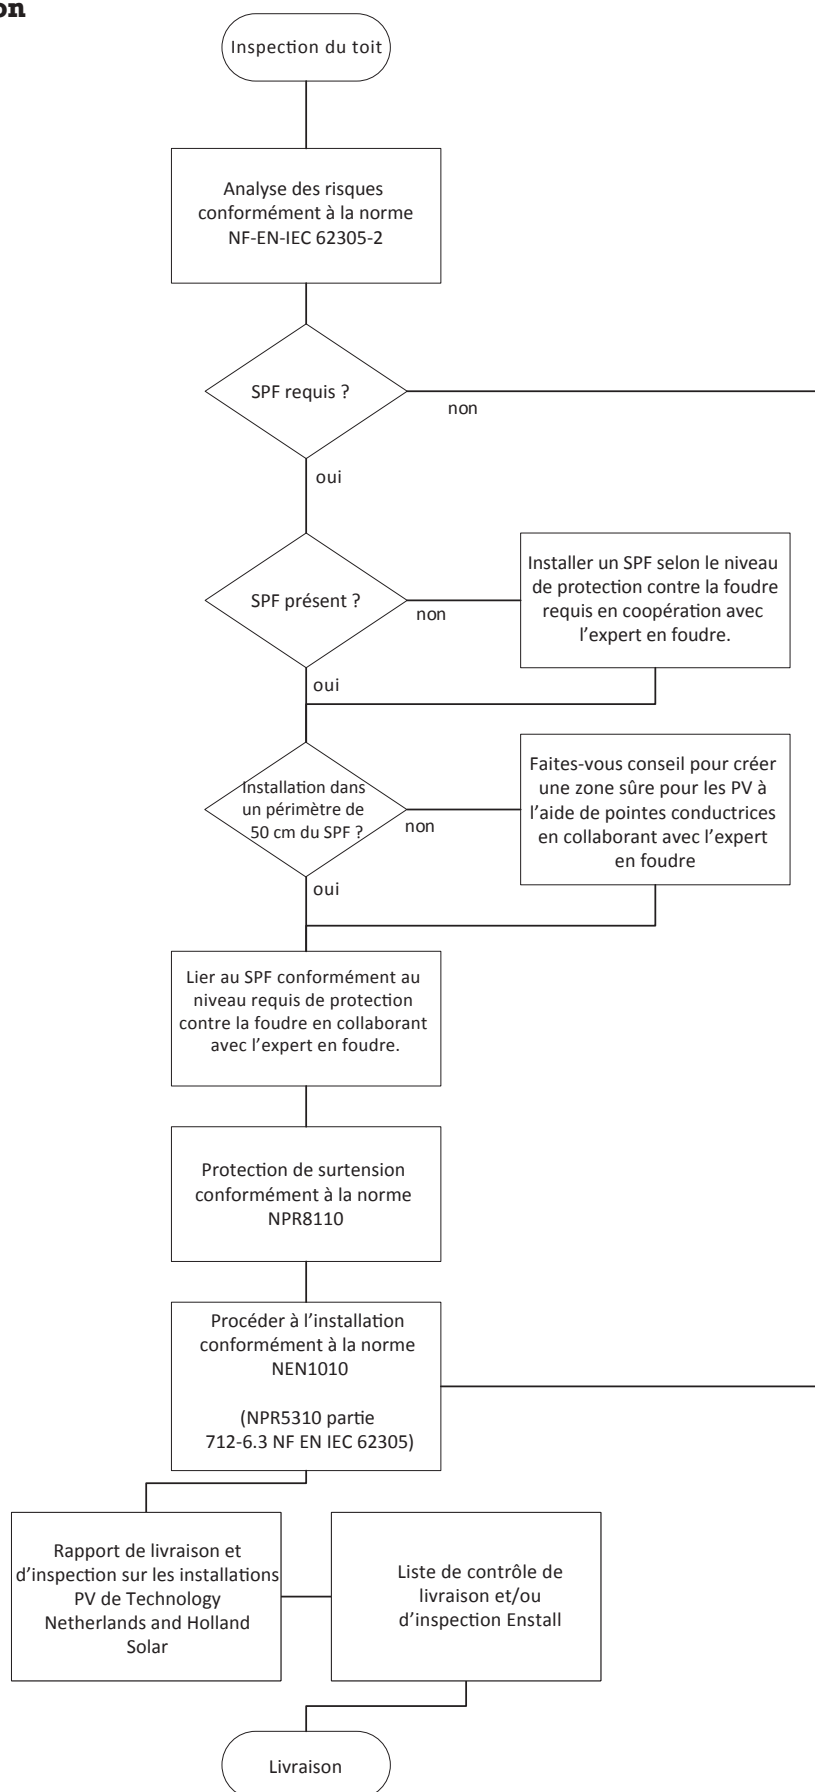 on
Inspection du toit
Analyse des risques
conformément à la norme
NF-EN-IEC 62305-2
SPF requis ?
non
oui
SPF présent ?
non
Installer un SPF selon le niveau
de protection contre la foudre
requis en coopération avec
l’expert en foudre.
oui
Installation dans
un périmètre de
50 cm du SPF ?
non
Faites-vous conseil pour créer
une zone sûre pour les PV à
l’aide de pointes conductrices
en collaborant avec l’expert
en foudre
oui
Lier au SPF conformément au
niveau requis de protection
contre la foudre en collaborant
avec l’expert en foudre.
Protection de surtension
conformément à la norme
NPR8110
Procéder à l’installation
conformément à la norme
NEN1010
(NPR5310 partie
712-6.3 NF EN IEC 62305)
Rapport de livraison et
d’inspection sur les installations
PV de Technology
Netherlands and Holland
Solar
Liste de contrôle de
livraison et/ou
d’inspection Enstall
Livraison